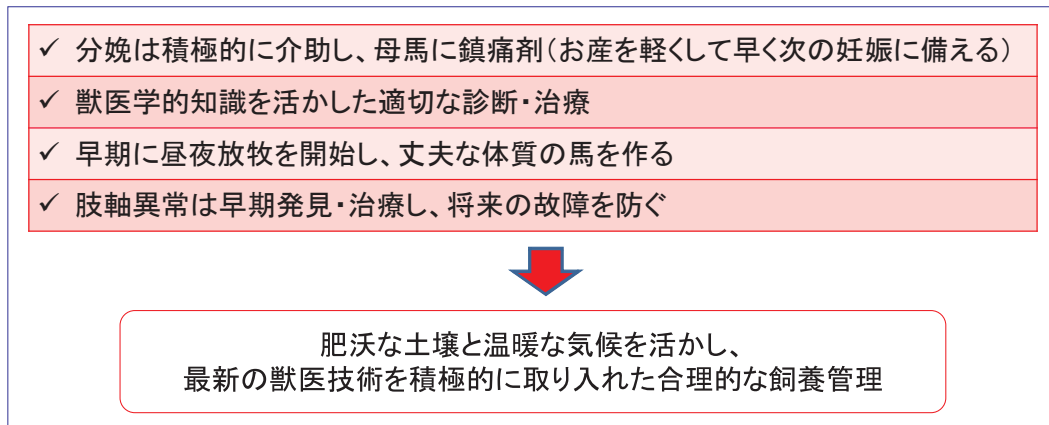 ✓ 分娩は積極的に介助し、母馬に鎮痛剤（お産を軽くして早く次の妊娠に備える）
✓ 獣医学的知識を活かした適切な診断・治療
✓ 早期に昼夜放牧を開始し、丈夫な体質の馬を作る
✓ 肢軸異常は早期発見・治療し、将来の故障を防ぐ
肥沃な土壌と温暖な気候を活かし、
最新の獣医技術を積極的に取り入れた合理的な飼養管理